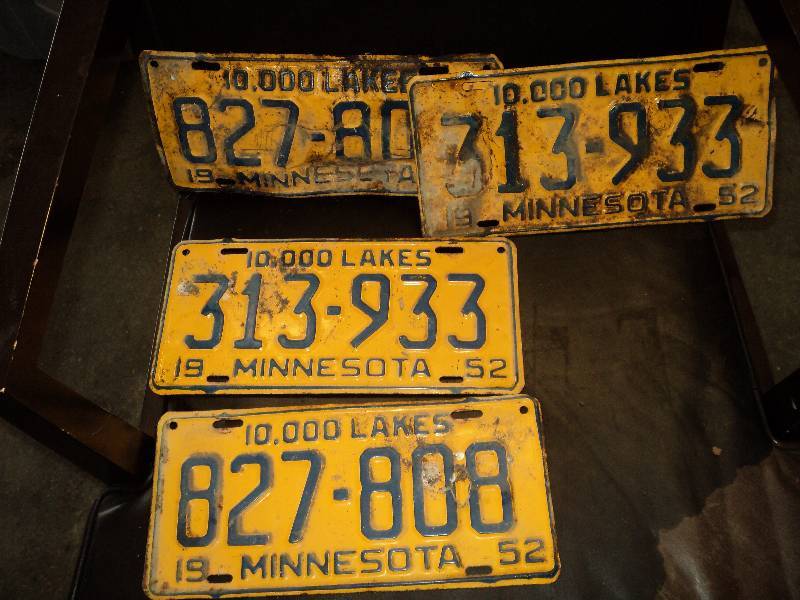 10.000 LAKE
827-80
19 MINNESOTA
10.000 LAKES
313-933
19 MINNESOTA 52
10.000 LAKES
313-933
19 MINNESOTA 52
10.000 LAKES
827-808
19 MINNESOTA 52